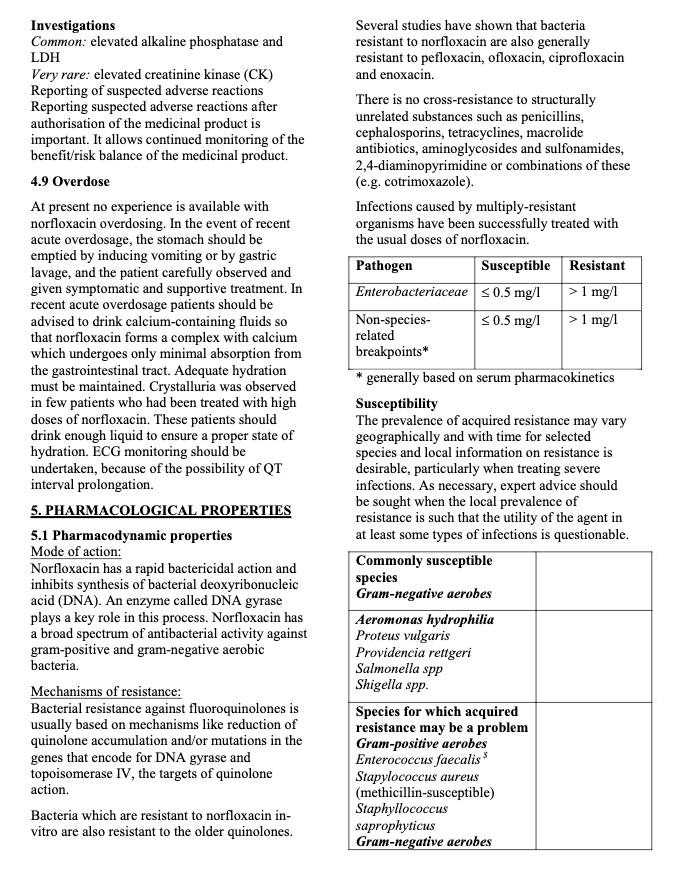 Investigations
Common: elevated alkaline phosphatase and
LDH
Very rare: elevated creatinine kinase (CK)
Reporting of suspected adverse reactions
Reporting suspected adverse reactions after
authorisation of the medicinal product is
important. It allows continued monitoring of the
benefit/risk balance of the medicinal product.
4.9 Overdose
At present no experience is available with
norfloxacin overdosing. In the event of recent
acute overdosage, the stomach should be
emptied by inducing vomiting or by gastric
lavage, and the patient carefully observed and
given symptomatic and supportive treatment. In
recent acute overdosage patients should be
advised to drink calcium-containing fluids so
that norfloxacin forms a complex with calcium
which undergoes only minimal absorption from
the gastrointestinal tract. Adequate hydration
must be maintained. Crystalluria was observed
in few patients who had been treated with high
doses of norfloxacin. These patients should
drink enough liquid to ensure a proper state of
hydration. ECG monitoring should be
undertaken, because of the possibility of QT
interval prolongation.
5. PHARMACOLOGICAL PROPERTIES
5.1 Pharmacodynamic properties
Mode of action:
Norfloxacin has a rapid bactericidal action and
inhibits synthesis of bacterial deoxyribonucleic
acid (DNA). An enzyme called DNA gyrase
plays a key role in this process. Norfloxacin has
a broad spectrum of antibacterial activity against
gram-positive and gram-negative aerobic
bacteria.
Mechanisms of resistance:
Bacterial resistance against fluoroquinolones is
usually based on mechanisms like reduction of
quinolone accumulation and/or mutations in the
genes that encode for DNA gyrase and
topoisomerase IV, the targets of quinolone
action.
Bacteria which are resistant to norfloxacin in-
vitro are also resistant to the older quinolones.
Several studies have shown that bacteria
resistant to norfloxacin are also generally
resistant to pefloxacin, ofloxacin, ciprofloxacin
and enoxacin.
There is no cross-resistance to structurally
unrelated substances such as penicillins,
cephalosporins, tetracyclines, macrolide
antibiotics, aminoglycosides and sulfonamides,
2,4-diaminopyrimidine or combinations of these
(e.g. cotrimoxazole).
Infections caused by multiply-resistant
organisms have been successfully treated with
the usual doses of norfloxacin.
Pathogen Susceptible Resistant
Enterobacteriaceae ≤ 0.5 mg/l > 1 mg/l
Non-species- ≤ 0.5 mg/l > 1 mg/l
related
breakpoints*
* generally based on serum pharmacokinetics
Susceptibility
The prevalence of acquired resistance may vary
geographically and with time for selected
species and local information on resistance is
desirable, particularly when treating severe
infections. As necessary, expert advice should
be sought when the local prevalence of
resistance is such that the utility of the agent in
at least some types of infections is questionable.
Commonly susceptible
species
Gram-negative aerobes
Aeromonas hydrophilia
Proteus vulgaris
Providencia rettgeri
Salmonella spp
Shigella spp.
Species for which acquired
resistance may be a problem
Gram-positive aerobes
Enterococcus faecalis $
Stapylococcus aureus
(methicillin-susceptible)
Staphyllococcus
saprophyticus
Gram-negative aerobes